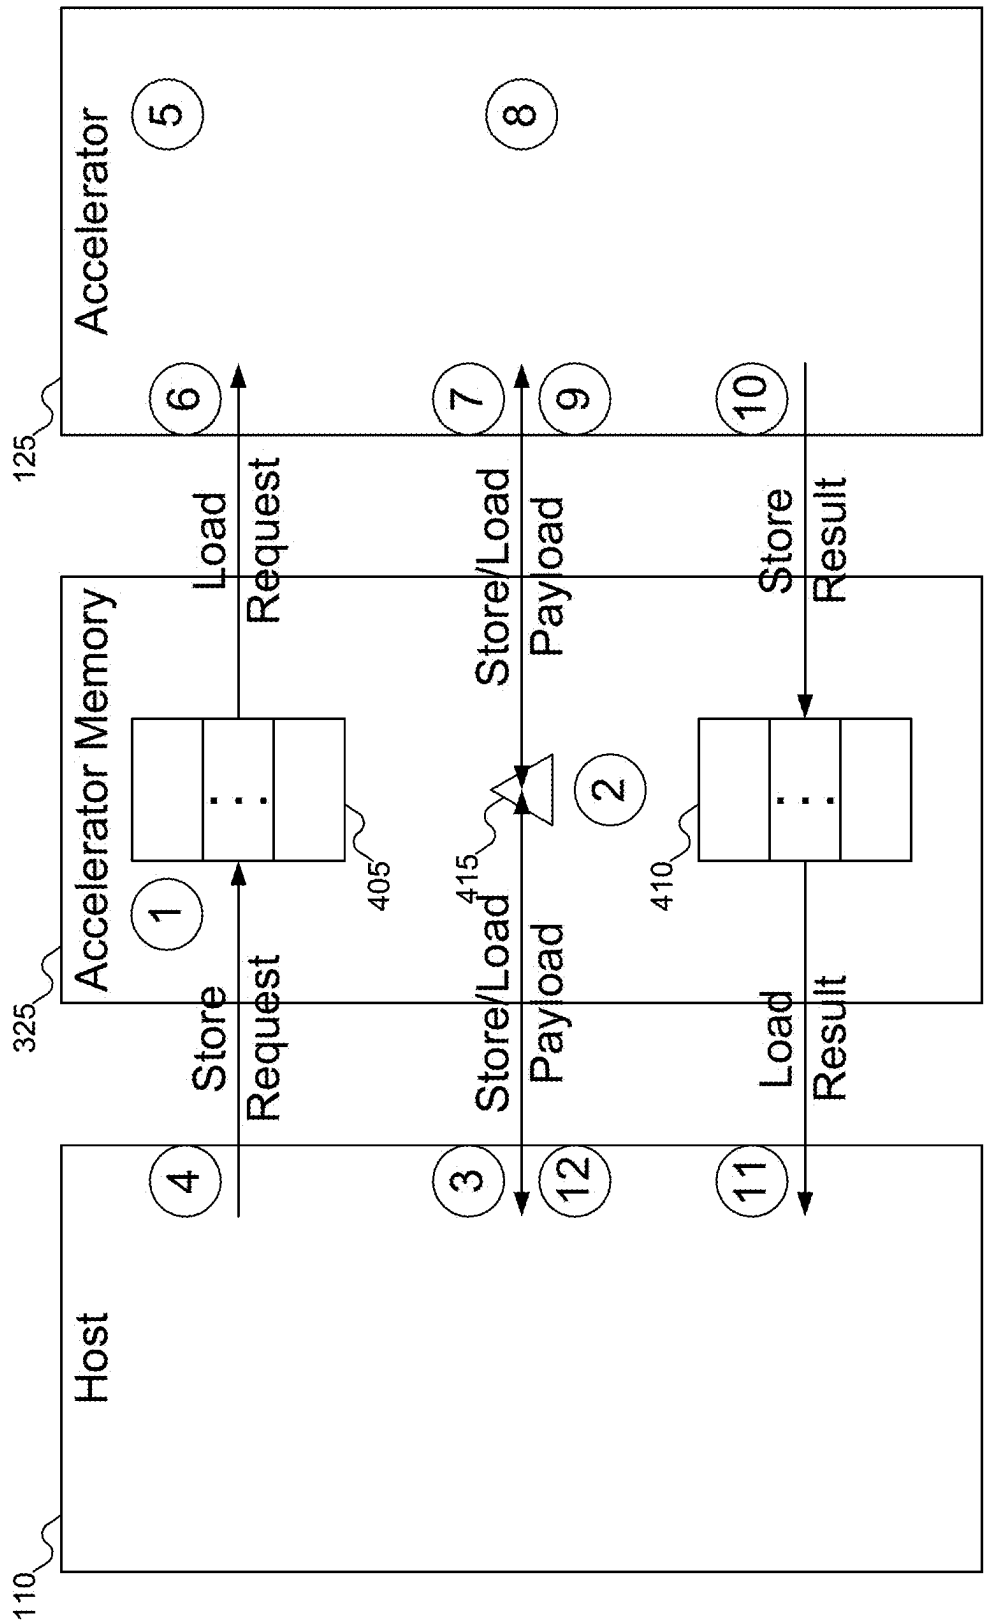 110
325
125
Host
Accelerator Memory
Accelerator
4
Store
Request
1
Load
Request
6
5
405
3
Store/Load
Payload
12
415
2
Store/Load
Payload
7
9
8
410
11
Load
Result
Store
Result
10